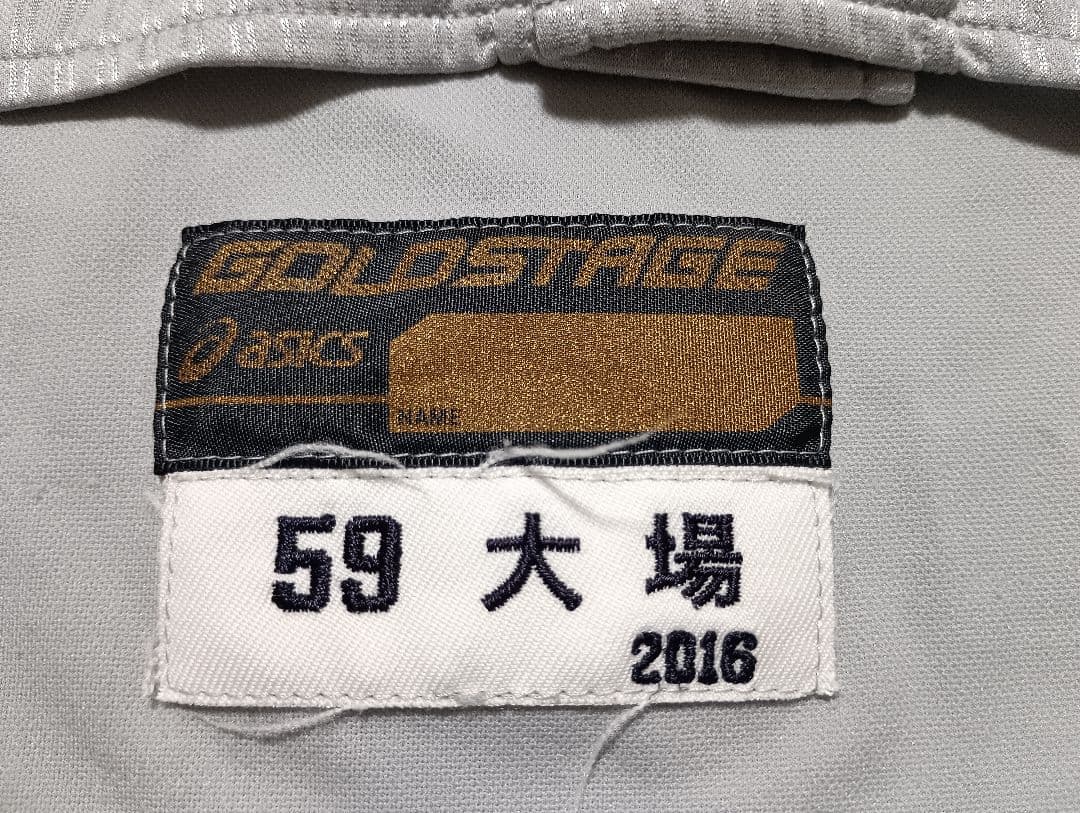 GOLDSTAGE
asics
NAME
59 大場
2016